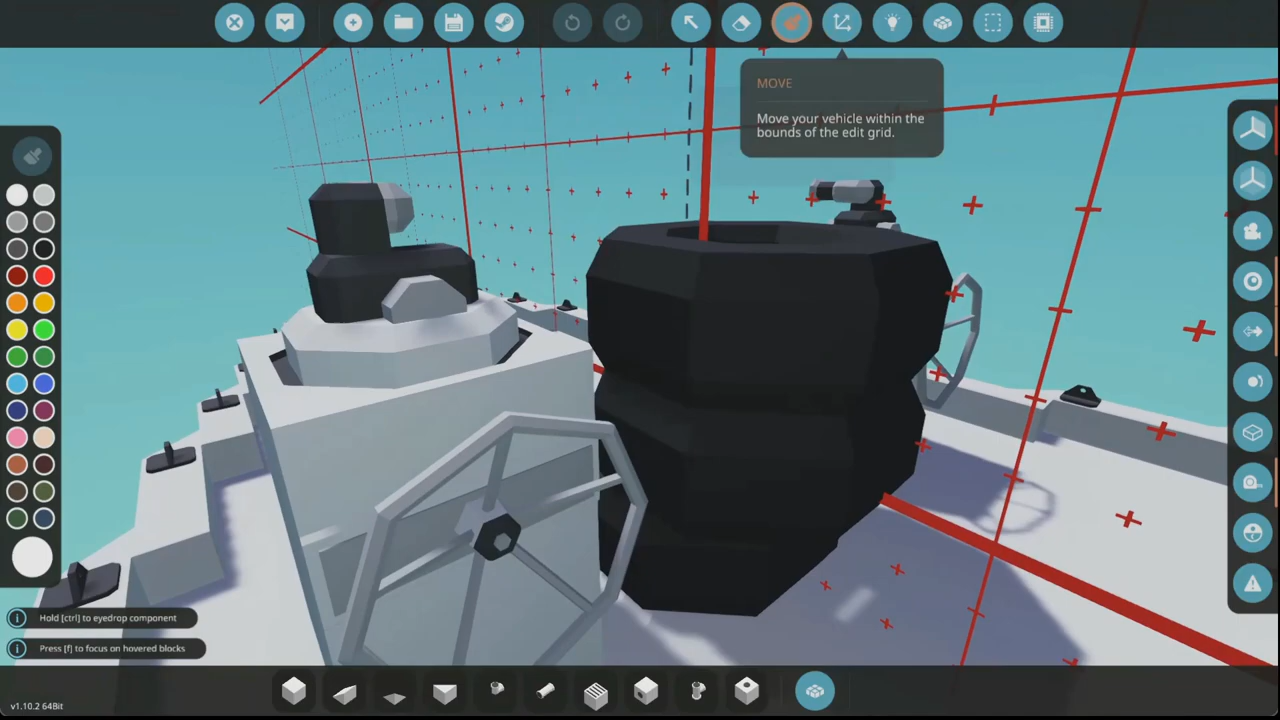 MOVE
Move your vehicle within the
bounds of the edit grid.
Hold [ctrl] to eyedrop component
Press [f] to focus on hovered blocks
v1.10.2 64Bit